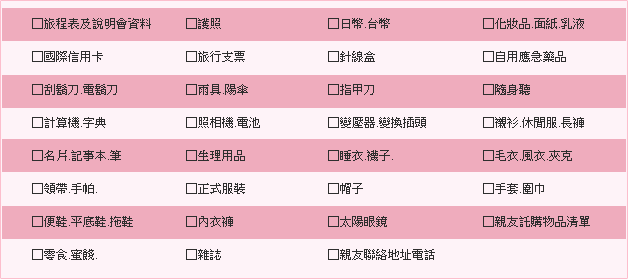 □旅程表及說明會資料 □護照 □日幣.台幣 □化妝品.面紙.乳液
□國際信用卡 □旅行支票 □針線盒 □自用應急藥品
□刮鬍刀.電鬍刀 □雨具.陽傘 □指甲刀 □隨身聽
□計算機.字典 □照相機.電池 □變壓器.變換插頭 □襯衫.休閒服.長褲
□名片.記事本.筆 □生理用品 □睡衣.襪子. □毛衣.風衣.夾克
□領帶.手帕. □正式服裝 □帽子 □手套.圍巾
□便鞋.平底鞋.拖鞋 □內衣褲 □太陽眼鏡 □親友託購物品清單
□零食.蜜餞. □雜誌 □親友聯絡地址電話